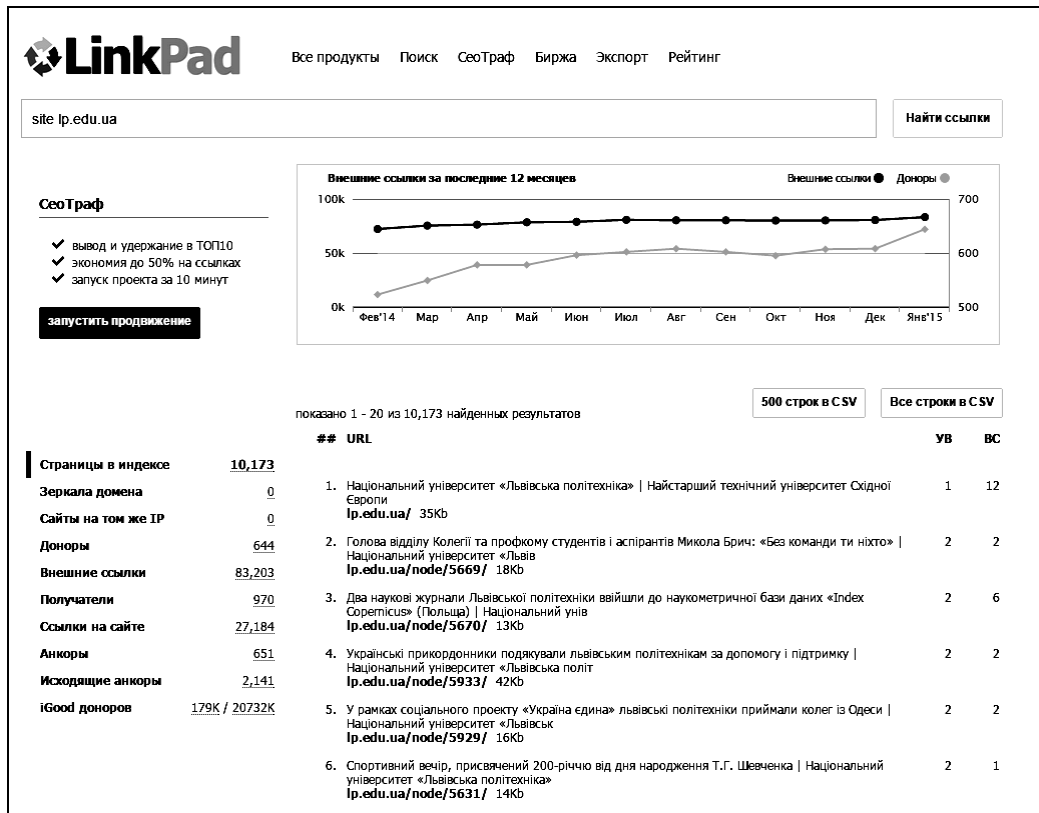 LinkPad
Все продукты Поиск СеоТраф Биржа Экспорт Рейтинг
site lp.edu.ua
Найти ссылки
СеоТраф
вывод и удержание в ТОП10
экономия до 50% на ссылках
запуск проекта за 10 минут
запустить продвижение
Внешние ссылки за последние 12 месяцев
Внешние ссылки Доноры
100k 700
50k 600
0k 500
Фев'14 Мар Апр Май Июн Июл Авг Сен Окт Ноя Дек Янв'15
показано 1 - 20 из 10,173 найденных результатов
500 строк в CSV
Все строки в CSV
Страницы в индексе 10,173
Зеркала домена 0
Сайты на том же IP 0
Доноры 644
Внешние ссылки 83,203
Получатели 970
Ссылки на сайте 27,184
Анкоры 651
Исходящие анкоры 2,141
iGood доноров 179K / 20732K
## URL УВ ВС
1. Національний університет «Львівська політехніка» | Найстарший технічний університет Східної 1 12
Європи
lp.edu.ua/ 35Kb
2. Голова відділу Колегії та профкому студентів і аспірантів Микола Брич: «Без команди ти ніхто» | 2 2
Національний університет «Львів
lp.edu.ua/node/5669/ 18Kb
3. Два наукові журнали Львівської політехніки ввійшли до наукометричної бази даних «Index 2 6
Copernicus» (Польща) | Національний унів
lp.edu.ua/node/5670/ 13Kb
4. Українські прикордонники подякували львівським політехнікам за допомогу і підтримку | 2 2
Національний університет «Львівська політ
lp.edu.ua/node/5933/ 42Kb
5. У рамках соціального проекту «Україна єдина» львівські політехніки приймали колег із Одеси | 2 2
Національний університет «Львівськ
lp.edu.ua/node/5929/ 16Kb
6. Спортивний вечір, присвячений 200-річчю від дня народження Т.Г. Шевченка | Національний 2 1
університет «Львівська політехніка»
lp.edu.ua/node/5631/ 14Kb